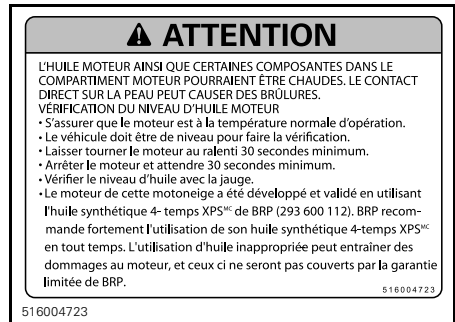 ATTENTION
L'HUILE MOTEUR AINSI QUE CERTAINES COMPOSANTES DANS LE
COMPARTIMENT MOTEUR POURRAIENT ÊTRE CHAUDES. LE CONTACT
DIRECT SUR LA PEAU PEUT CAUSER DES BRÛLURES.
VÉRIFICATION DU NIVEAU D'HUILE MOTEUR
• S'assurer que le moteur est à la température normale d'opération.
• Le véhicule doit être de niveau pour faire la vérification.
• Laisser tourner le moteur au ralenti 30 secondes minimum.
• Arrêter le moteur et attendre 30 secondes minimum.
• Vérifier le niveau d'huile avec la jauge.
• Le moteur de cette motoneige a été développé et validé en utilisant
l'huile synthétique 4- temps XPSᴹᶜ de BRP (293 600 112). BRP recom-
mande fortement l'utilisation de son huile synthétique 4-temps XPSᴹᶜ
en tout temps. L'utilisation d'huile inappropriée peut entraîner des
dommages au moteur, et ceux ci ne seront pas couverts par la garantie
limitée de BRP.
516004723
516004723